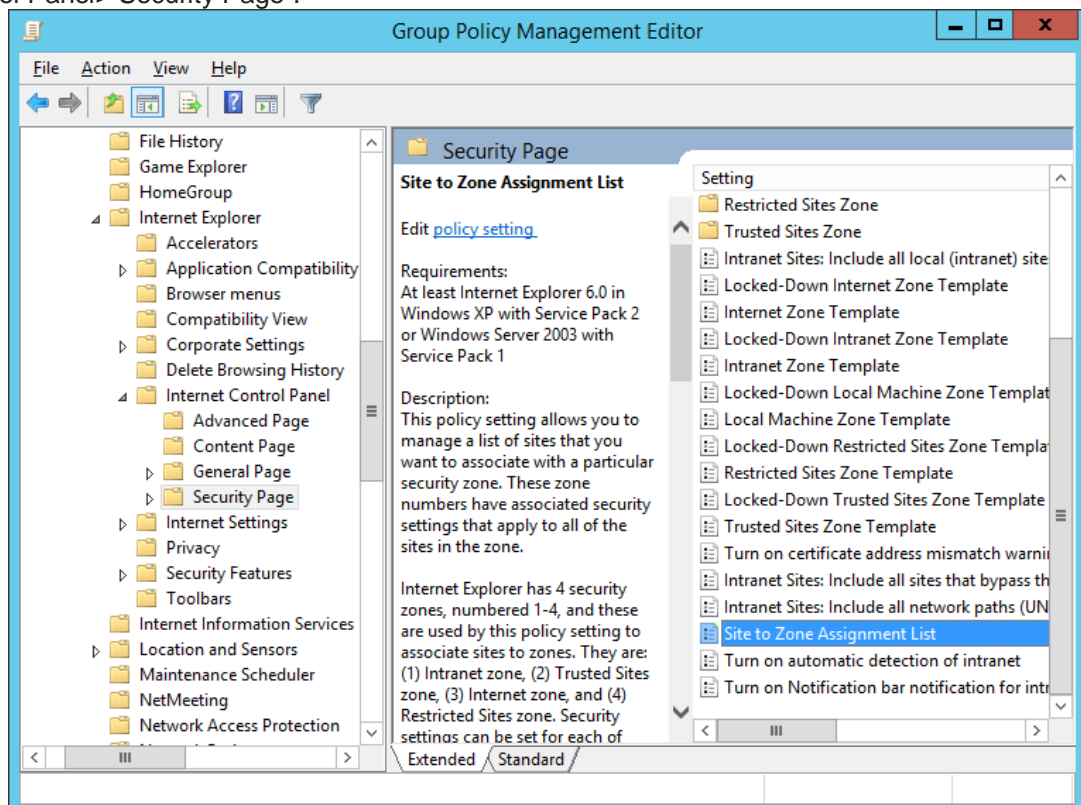 Panel> Security Page .
Group Policy Management Editor
File Action View Help
File History
Game Explorer
HomeGroup
Internet Explorer
Accelerators
Application Compatibility
Browser menus
Compatibility View
Corporate Settings
Delete Browsing History
Internet Control Panel
Advanced Page
Content Page
General Page
Security Page
Internet Settings
Privacy
Security Features
Toolbars
Internet Information Services
Location and Sensors
Maintenance Scheduler
NetMeeting
Network Access Protection
Security Page
Site to Zone Assignment List
Edit policy setting
Requirements:
At least Internet Explorer 6.0 in
Windows XP with Service Pack 2
or Windows Server 2003 with
Service Pack 1
Description:
This policy setting allows you to
manage a list of sites that you
want to associate with a particular
security zone. These zone
numbers have associated security
settings that apply to all of the
sites in the zone.
Internet Explorer has 4 security
zones, numbered 1-4, and these
are used by this policy setting to
associate sites to zones. They are:
(1) Intranet zone, (2) Trusted Sites
zone, (3) Internet zone, and (4)
Restricted Sites zone. Security
settings can be set for each of
Setting
Restricted Sites Zone
Trusted Sites Zone
Intranet Sites: Include all local (intranet) site
Locked-Down Internet Zone Template
Internet Zone Template
Locked-Down Intranet Zone Template
Intranet Zone Template
Locked-Down Local Machine Zone Templat
Local Machine Zone Template
Locked-Down Restricted Sites Zone Templa
Restricted Sites Zone Template
Locked-Down Trusted Sites Zone Template
Trusted Sites Zone Template
Turn on certificate address mismatch warni
Intranet Sites: Include all sites that bypass th
Intranet Sites: Include all network paths (UN
Site to Zone Assignment List
Turn on automatic detection of intranet
Turn on Notification bar notification for intr
Extended Standard